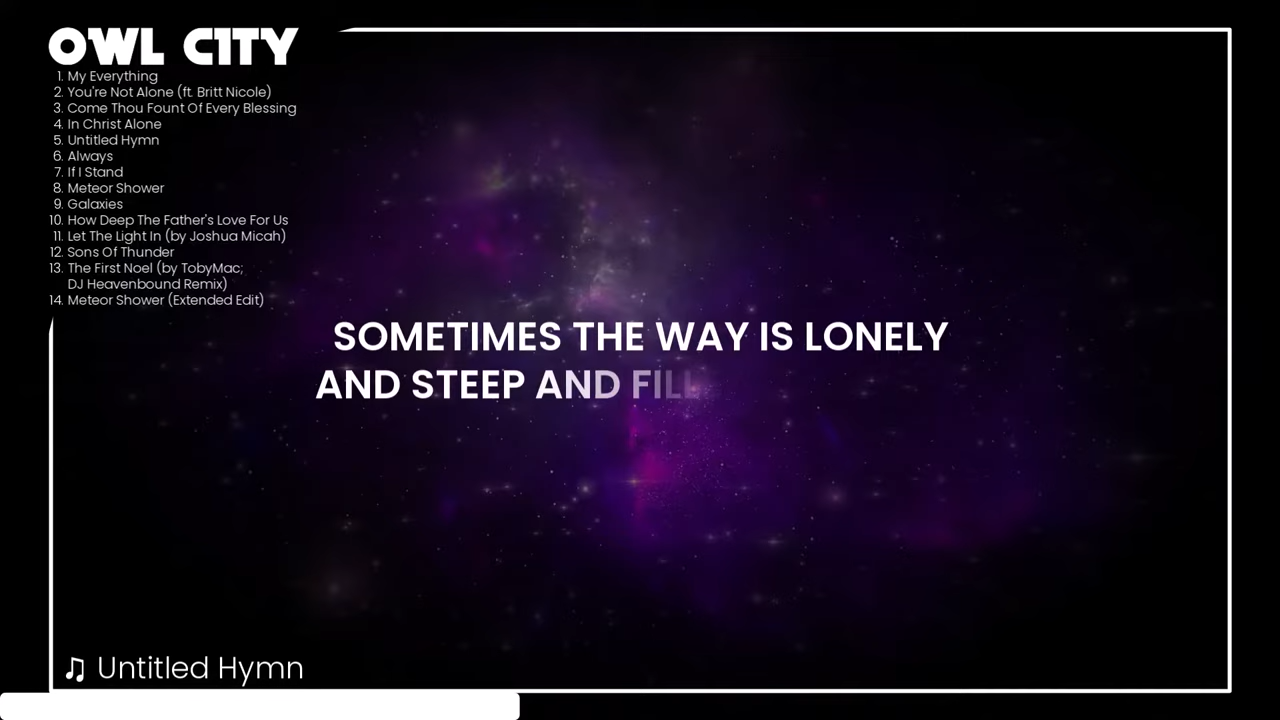 OWL CITY
1. My Everything
2. You're Not Alone (ft. Britt Nicole)
3. Come Thou Fount Of Every Blessing
4. In Christ Alone
5. Untitled Hymn
6. Always
7. If I Stand
8. Meteor Shower
9. Galaxies
10. How Deep The Father's Love For Us
11. Let The Light In (by Joshua Micah)
12. Sons Of Thunder
13. The First Noel (by TobyMac;
DJ Heavenbound Remix)
14. Meteor Shower (Extended Edit)
SOMETIMES THE WAY IS LONELY
AND STEEP AND FILL
♫ Untitled Hymn